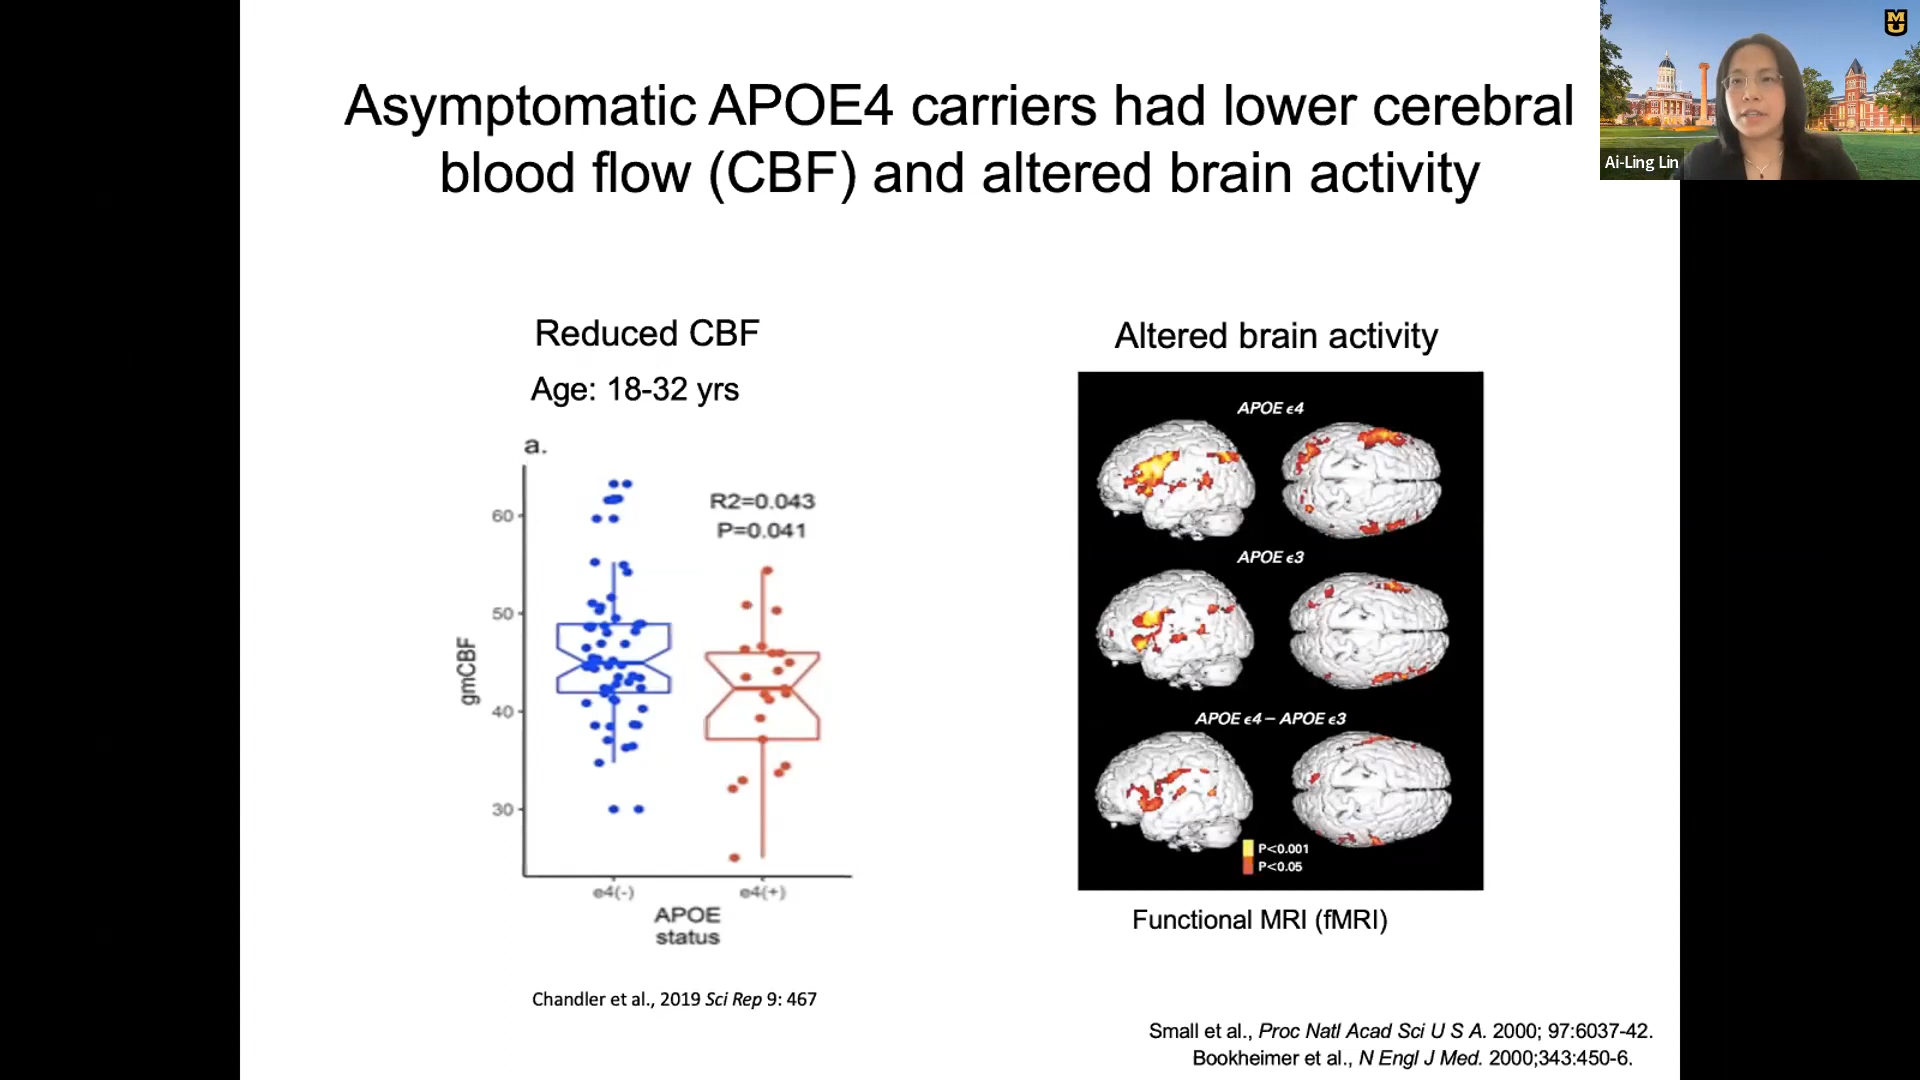 Asymptomatic APOE4 carriers had lower cerebral
blood flow (CBF) and altered brain activity
MU
Ai-Ling Lin
Reduced CBF
Age: 18-32 yrs
a.
R2=0.043
P=0.041
60
50
40
30
gmCBF
e4(-)
e4(+)
APOE
status
Chandler et al., 2019 Sci Rep 9: 467
Altered brain activity
APOE ϵ4
APOE ϵ3
APOE ϵ4 – APOE ϵ3
P<0.001
P<0.05
Functional MRI (fMRI)
Small et al., Proc Natl Acad Sci U S A. 2000; 97:6037-42.
Bookheimer et al., N Engl J Med. 2000;343:450-6.